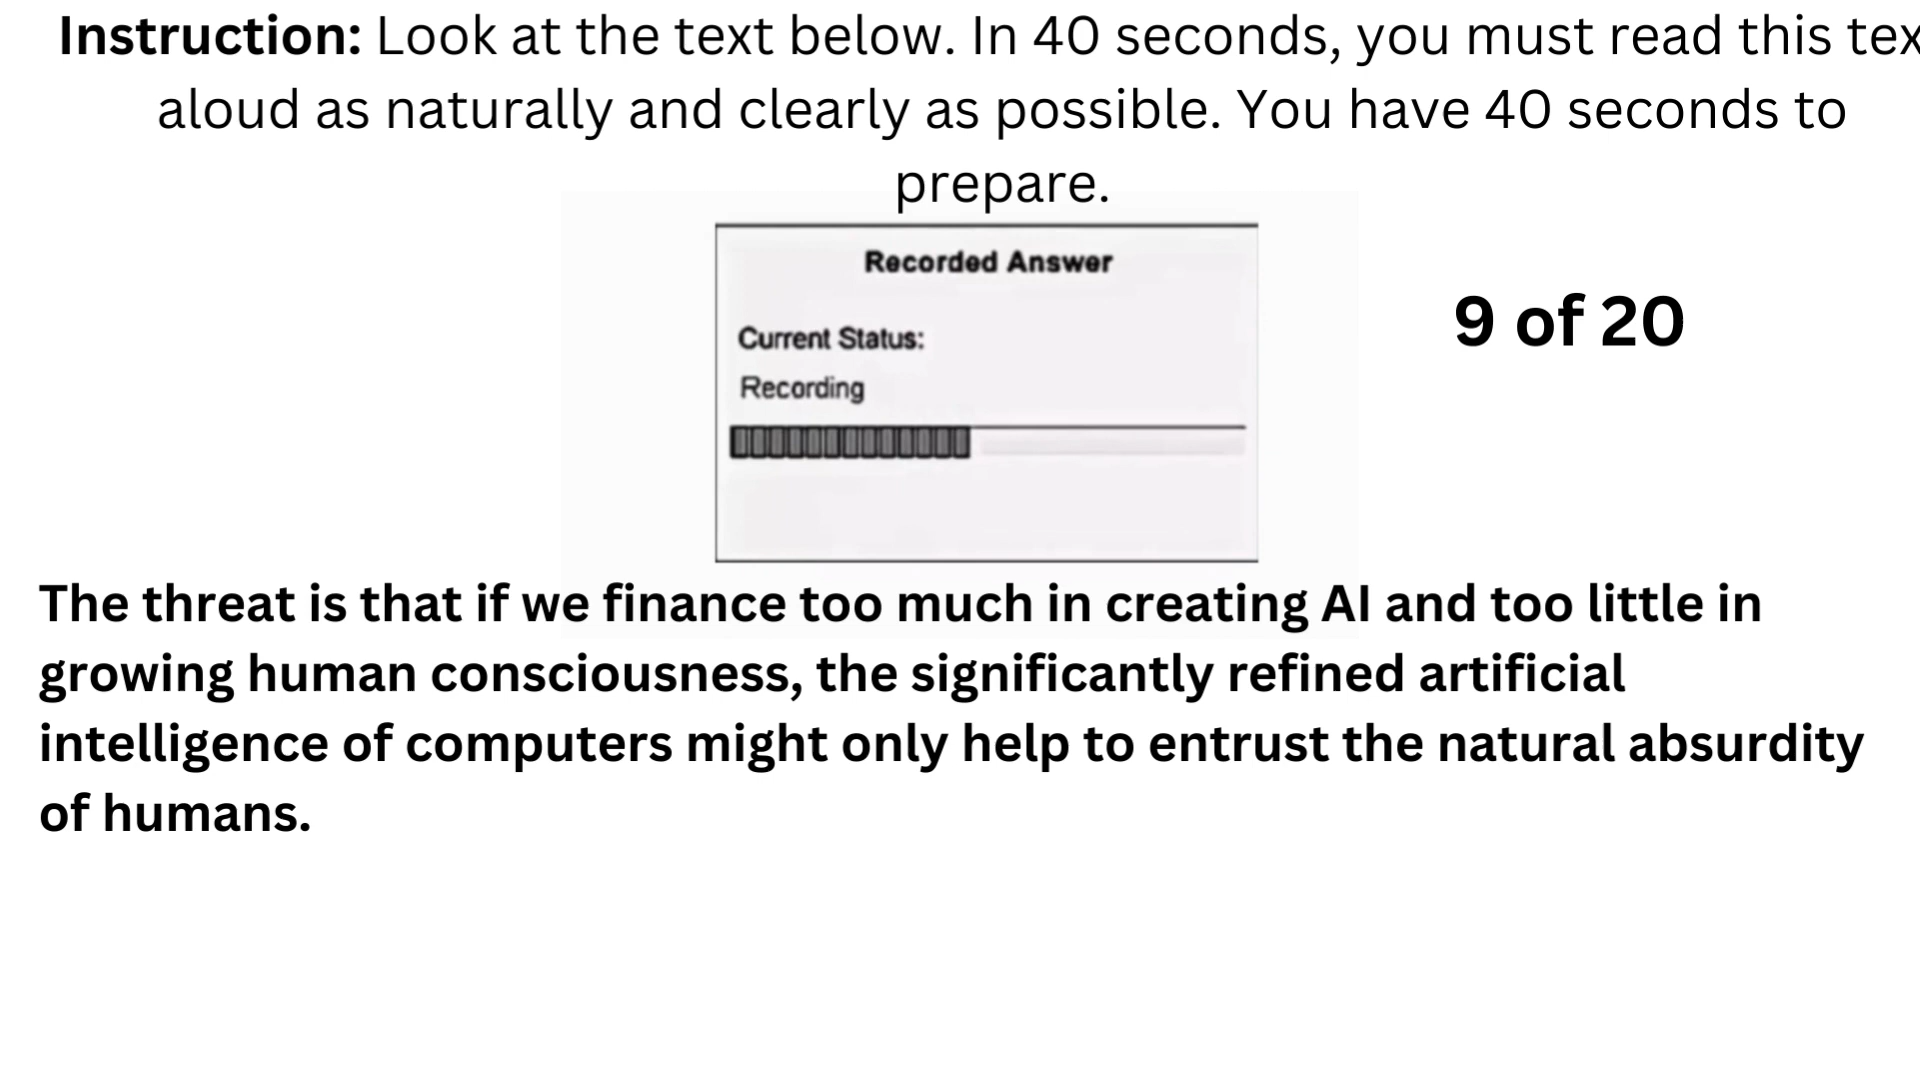 Instruction: Look at the text below. In 40 seconds, you must read this tex
aloud as naturally and clearly as possible. You have 40 seconds to
prepare.
Recorded Answer
Current Status:
Recording
9 of 20
The threat is that if we finance too much in creating AI and too little in
growing human consciousness, the significantly refined artificial
intelligence of computers might only help to entrust the natural absurdity
of humans.